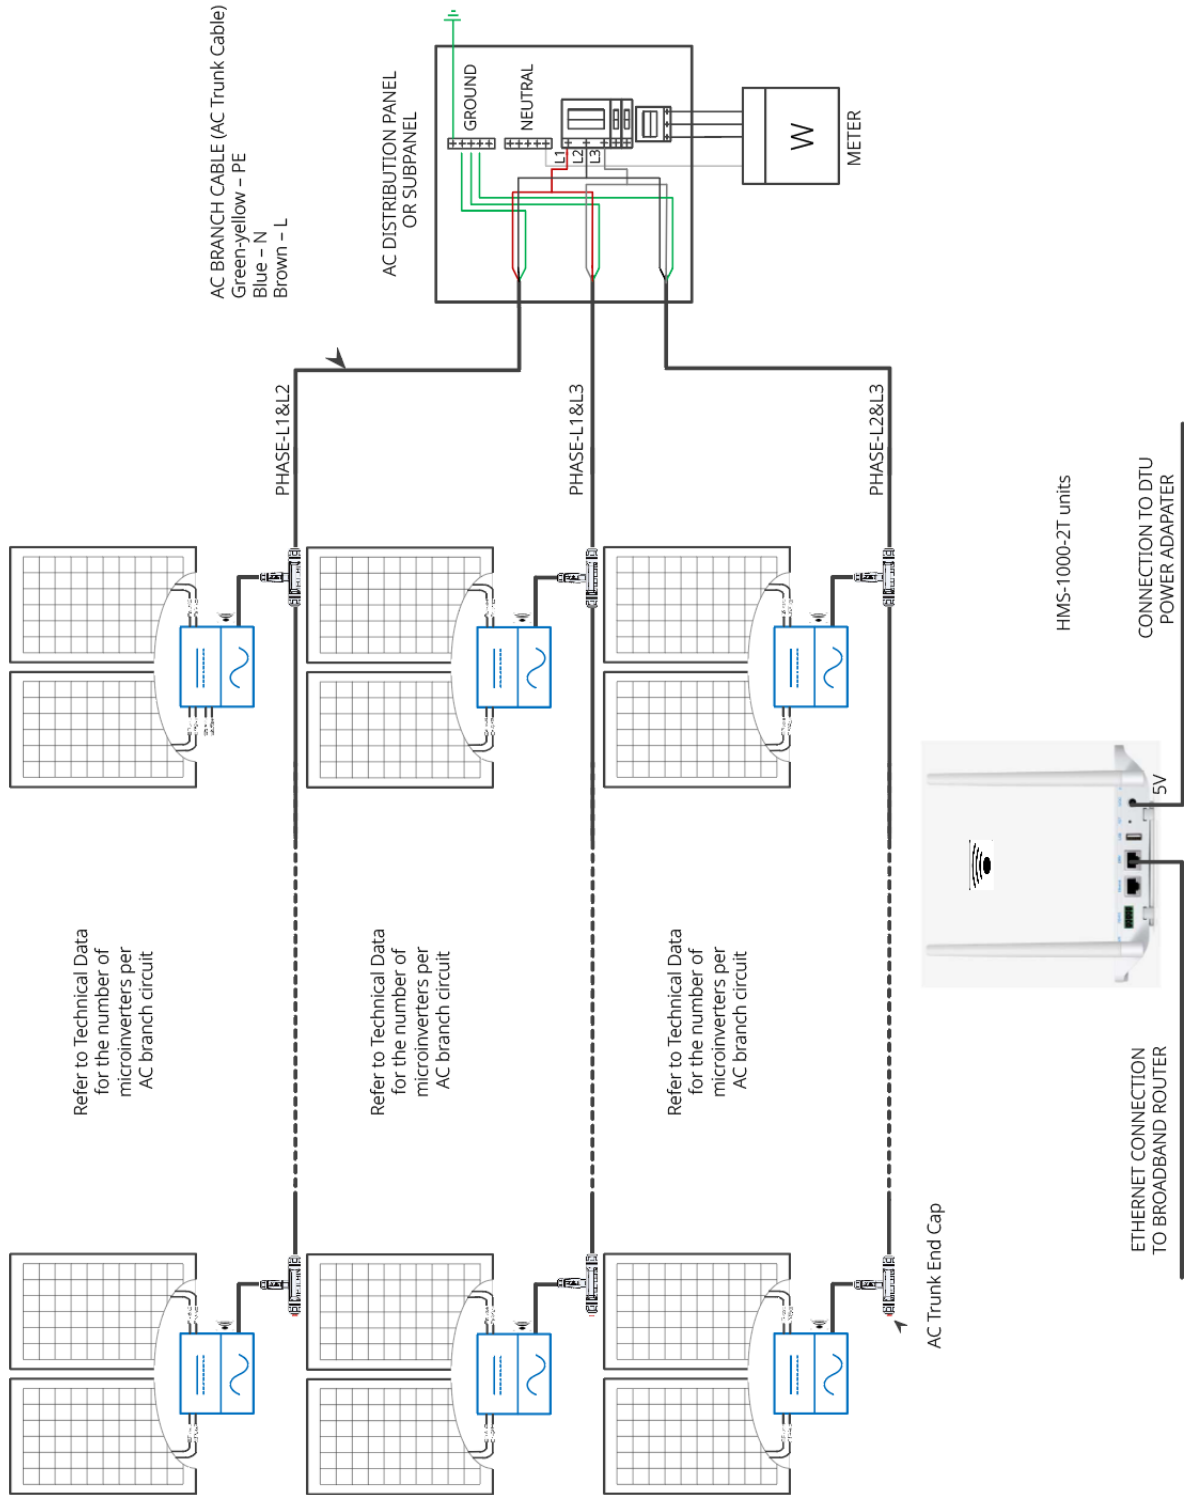 AC BRANCH CABLE (AC Trunk Cable)
Green-yellow – PE
Blue – N
Brown – L
AC DISTRIBUTION PANEL
OR SUBPANEL
GROUND
NEUTRAL
L1
L2
L3
W
METER
PHASE-L1&L2
PHASE-L1&L3
PHASE-L2&L3
Refer to Technical Data
for the number of
microinverters per
AC branch circuit
Refer to Technical Data
for the number of
microinverters per
AC branch circuit
Refer to Technical Data
for the number of
microinverters per
AC branch circuit
HMS-1000-2T units
CONNECTION TO DTU
POWER ADAPATER
5V
ETHERNET CONNECTION
TO BROADBAND ROUTER
AC Trunk End Cap